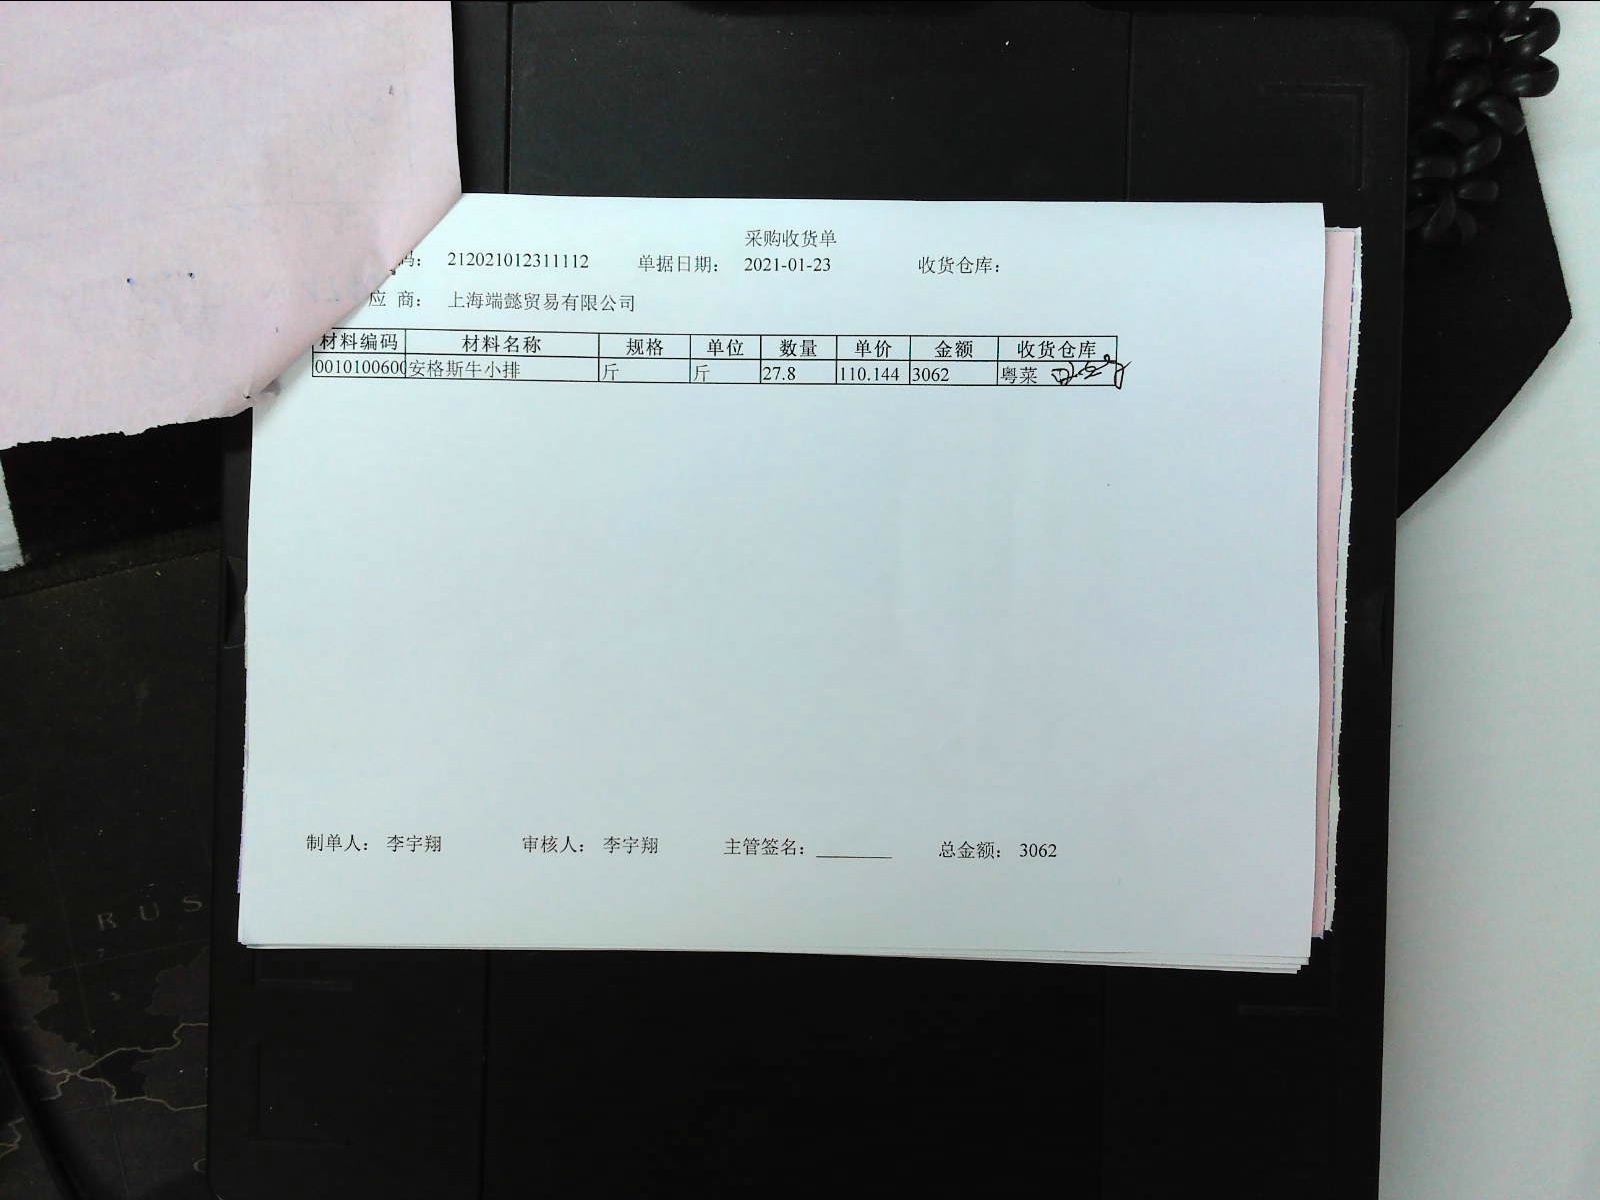 采购收货单
码： 212021012311112 单据日期： 2021-01-23 收货仓库：
应 商： 上海端懿贸易有限公司
材料编码 材料名称 规格 单位 数量 单价 金额 收货仓库
0010100600 安格斯牛小排 斤 斤 27.8 110.144 3062 粤菜
制单人： 李宇翔 审核人： 李宇翔 主管签名： 总金额： 3062
RUS